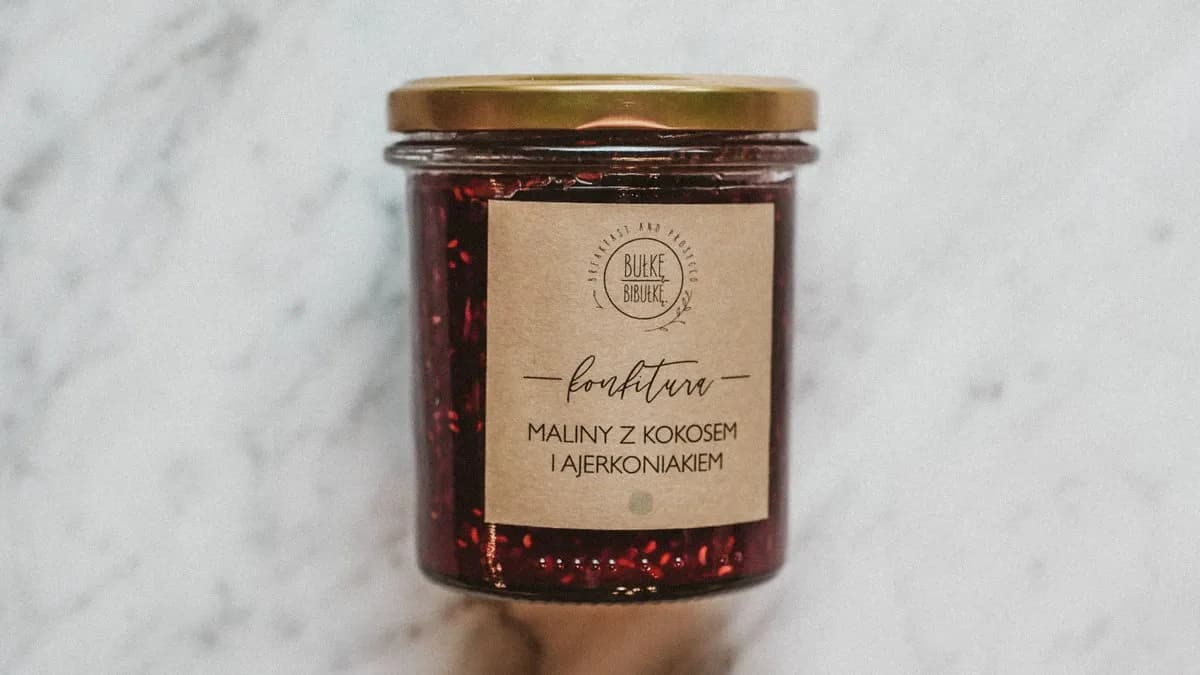 BREAKFAST AND PROSECCO
BUŁKĘ
BIBUŁKĘ
konfitura
MALINY Z KOKOSEM
I AJERKONIAKIEM